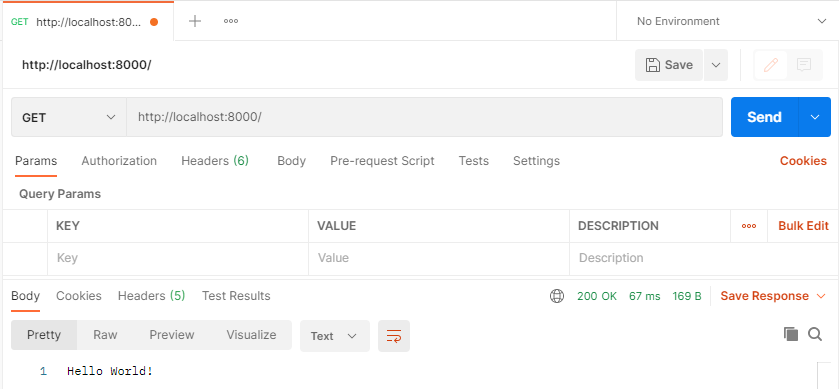 GET http://localhost:80...
No Environment
http://localhost:8000/
Save
GET http://localhost:8000/ Send
Params Authorization Headers (6) Body Pre-request Script Tests Settings Cookies
Query Params
KEY VALUE DESCRIPTION Bulk Edit
Key Value Description
Body Cookies Headers (5) Test Results 200 OK 67 ms 169 B Save Response
Pretty Raw Preview Visualize Text
1 Hello World!